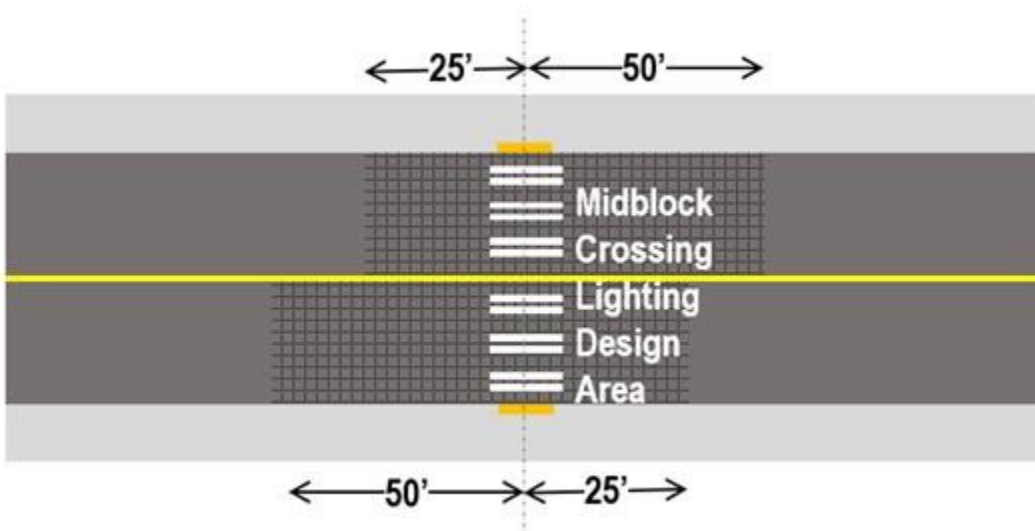 25’ 50’
Midblock
Crossing
Lighting
Design
Area
50’ 25’